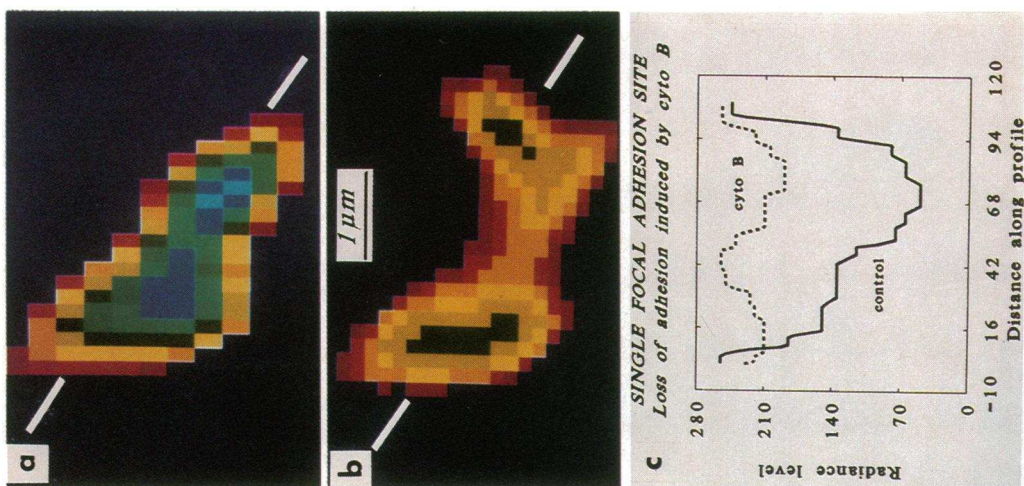 a
b
1 µm
c
SINGLE FOCAL ADHESION SITE
Loss of adhesion induced by cyto B
280
210
140
70
0
Radiance level
cyto B
control
-10 16 42 68 94 120
Distance along profile